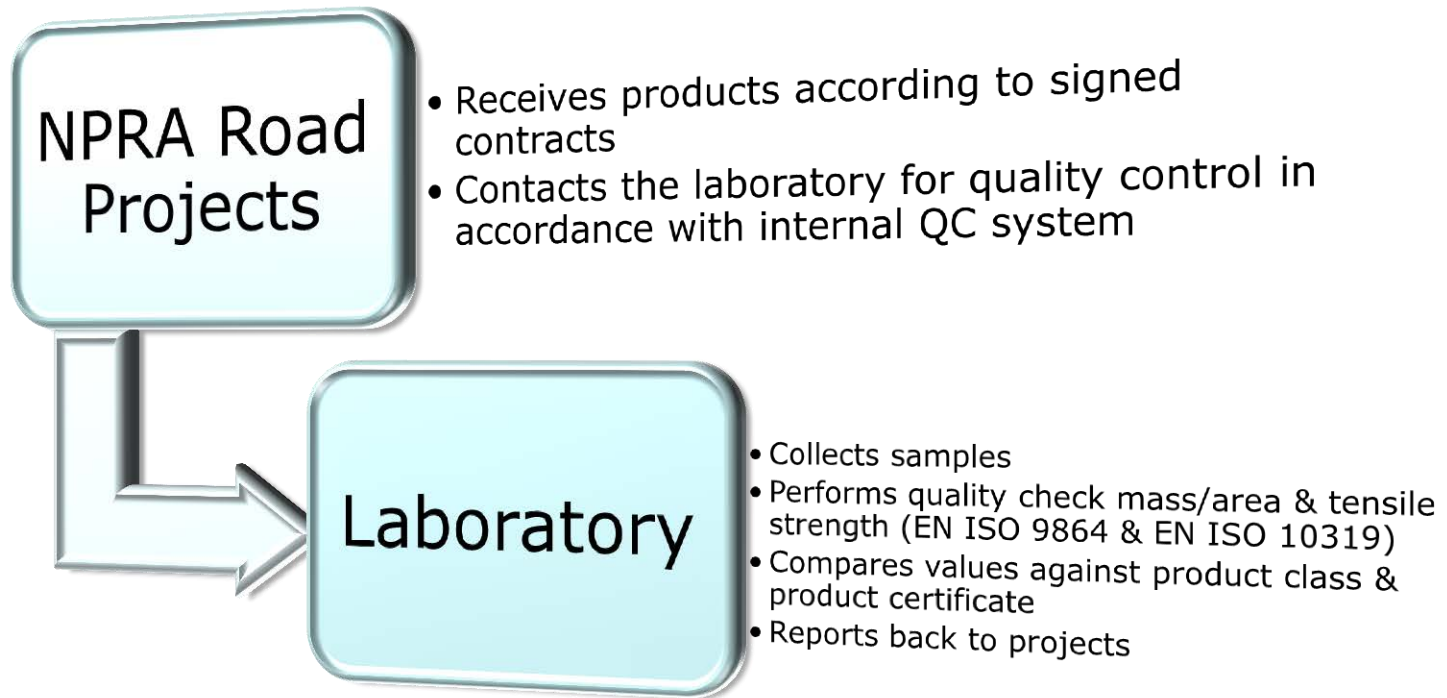 NPRA Road
Projects
• Receives products according to signed
contracts
• Contacts the laboratory for quality control in
accordance with internal QC system
Laboratory
• Collects samples
• Performs quality check mass/area & tensile
strength (EN ISO 9864 & EN ISO 10319)
• Compares values against product class &
product certificate
• Reports back to projects